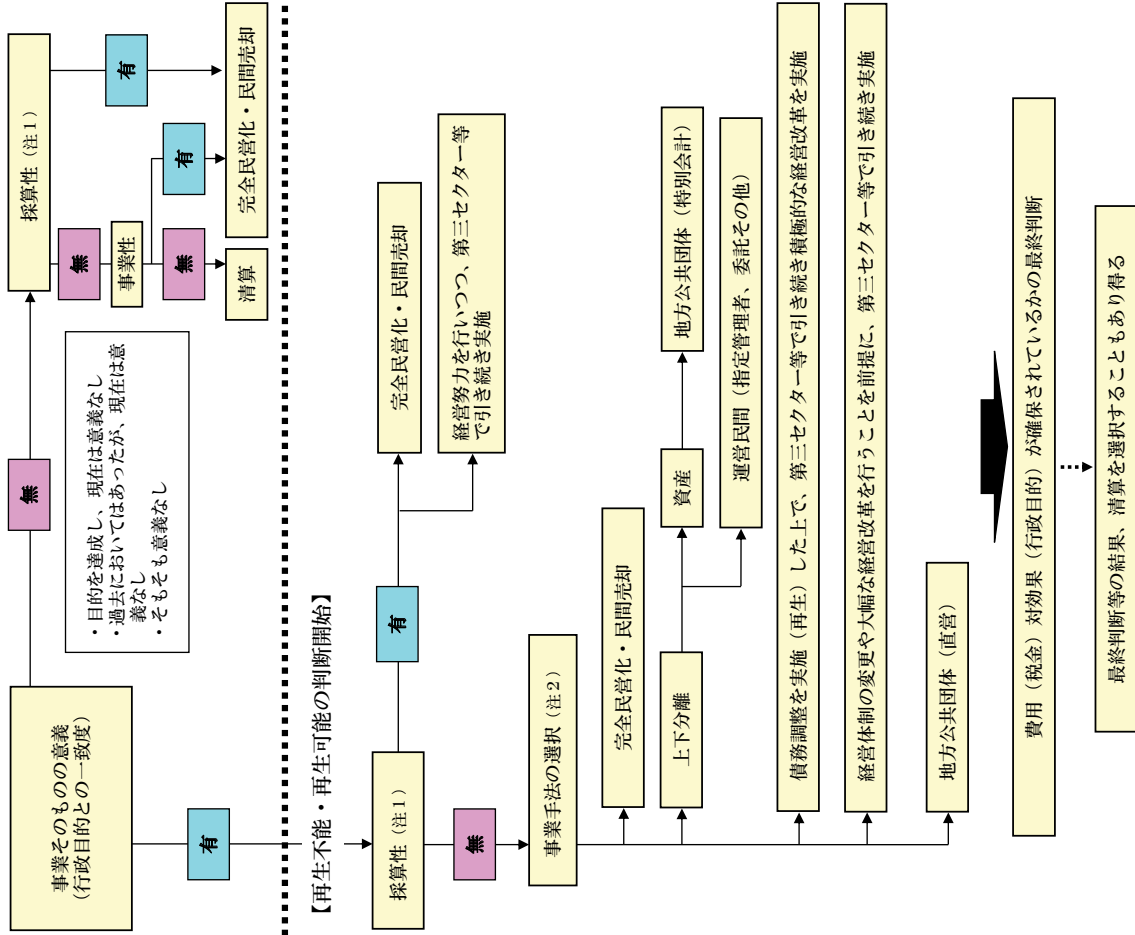 事業そのものの意義
(行政目的との一致度)
無
・目的を達成し、現在は意義なし
・過去においてはあったが、現在は意
義なし
・そもそも意義なし
採算性(注1)
無
事業性
無
清算
有
有
完全民営化・民間売却
有
【再生不能・再生可能の判断開始】
採算性(注1)
有
完全民営化・民間売却
経営努力を行いつつ、第三セクター等
で引き続き実施
無
事業手法の選択(注2)
完全民営化・民間売却
上下分離
資産
地方公共団体(特別会計)
運営民間(指定管理者、委託その他)
債務調整を実施(再生)した上で、第三セクター等で引き続き積極的な経営改革を実施
経営体制の変更や大幅な経営改革を行うことを前提に、第三セクター等で引き続き実施
地方公共団体(直営)
費用(税金)対効果(行政目的)が確保されているかの最終判断
最終判断等の結果、清算を選択することもあり得る